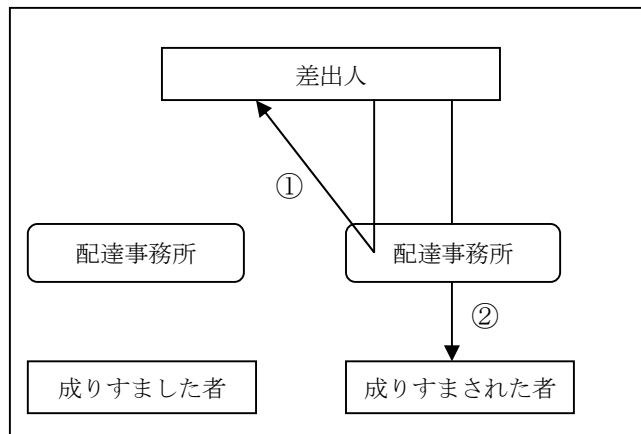 差出人
①
配達事務所
配達事務所
②
成りすました者
成りすまされた者